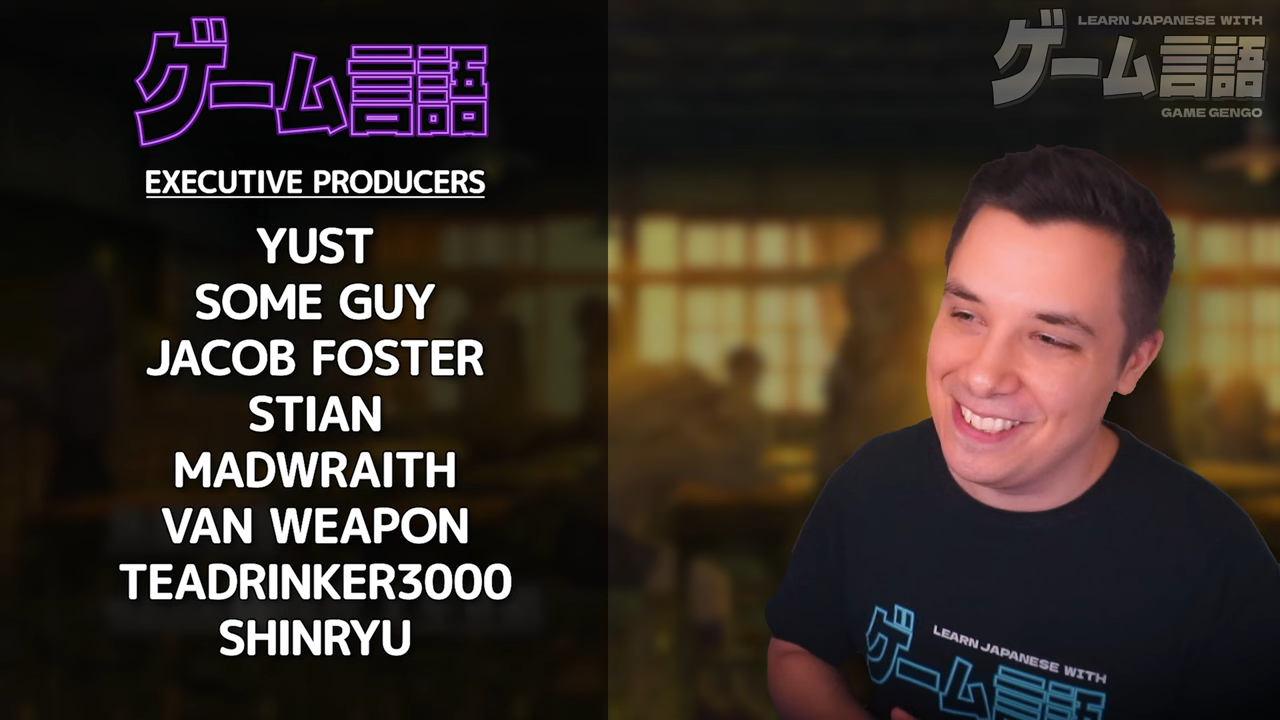 ゲーム言語
EXECUTIVE PRODUCERS
YUST
SOME GUY
JACOB FOSTER
STIAN
MADWRAITH
VAN WEAPON
TEADRINKER3000
SHINRYU
LEARN JAPANESE WITH
ゲーム言語
GAME GENGO
LEARN JAPANESE WITH
ゲーム言語